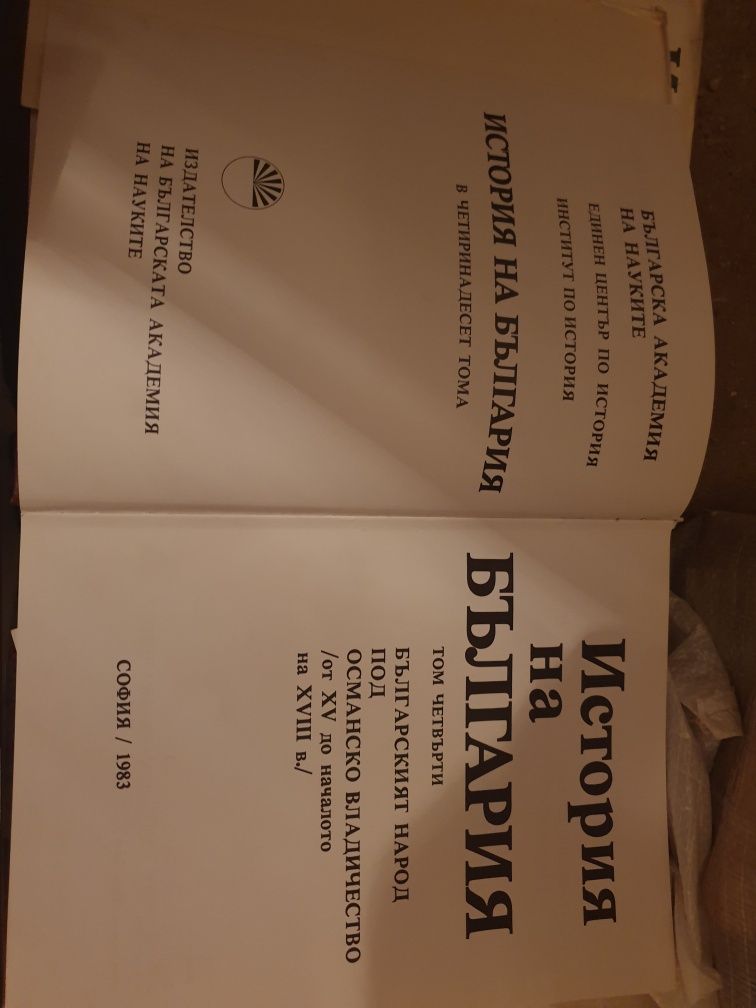 БЪЛГАРСКА АКАДЕМИЯ
НА НАУКИТЕ
ЕДИНЕН ЦЕНТЪР ПО ИСТОРИЯ
ИНСТИТУТ ПО ИСТОРИЯ
ИСТОРИЯ НА БЪЛГАРИЯ
В ЧЕТИРИНАДЕСЕТ ТОМА
ИЗДАТЕЛСТВО
НА БЪЛГАРСКАТА АКАДЕМИЯ
НА НАУКИТЕ
История
на
БЪЛГАРИЯ
ТОМ ЧЕТВЪРТИ
БЪЛГАРСКИЯТ НАРОД
ПОД
ОСМАНСКО ВЛАДИЧЕСТВО
/от XV до началото
на XVIII в./
СОФИЯ / 1983